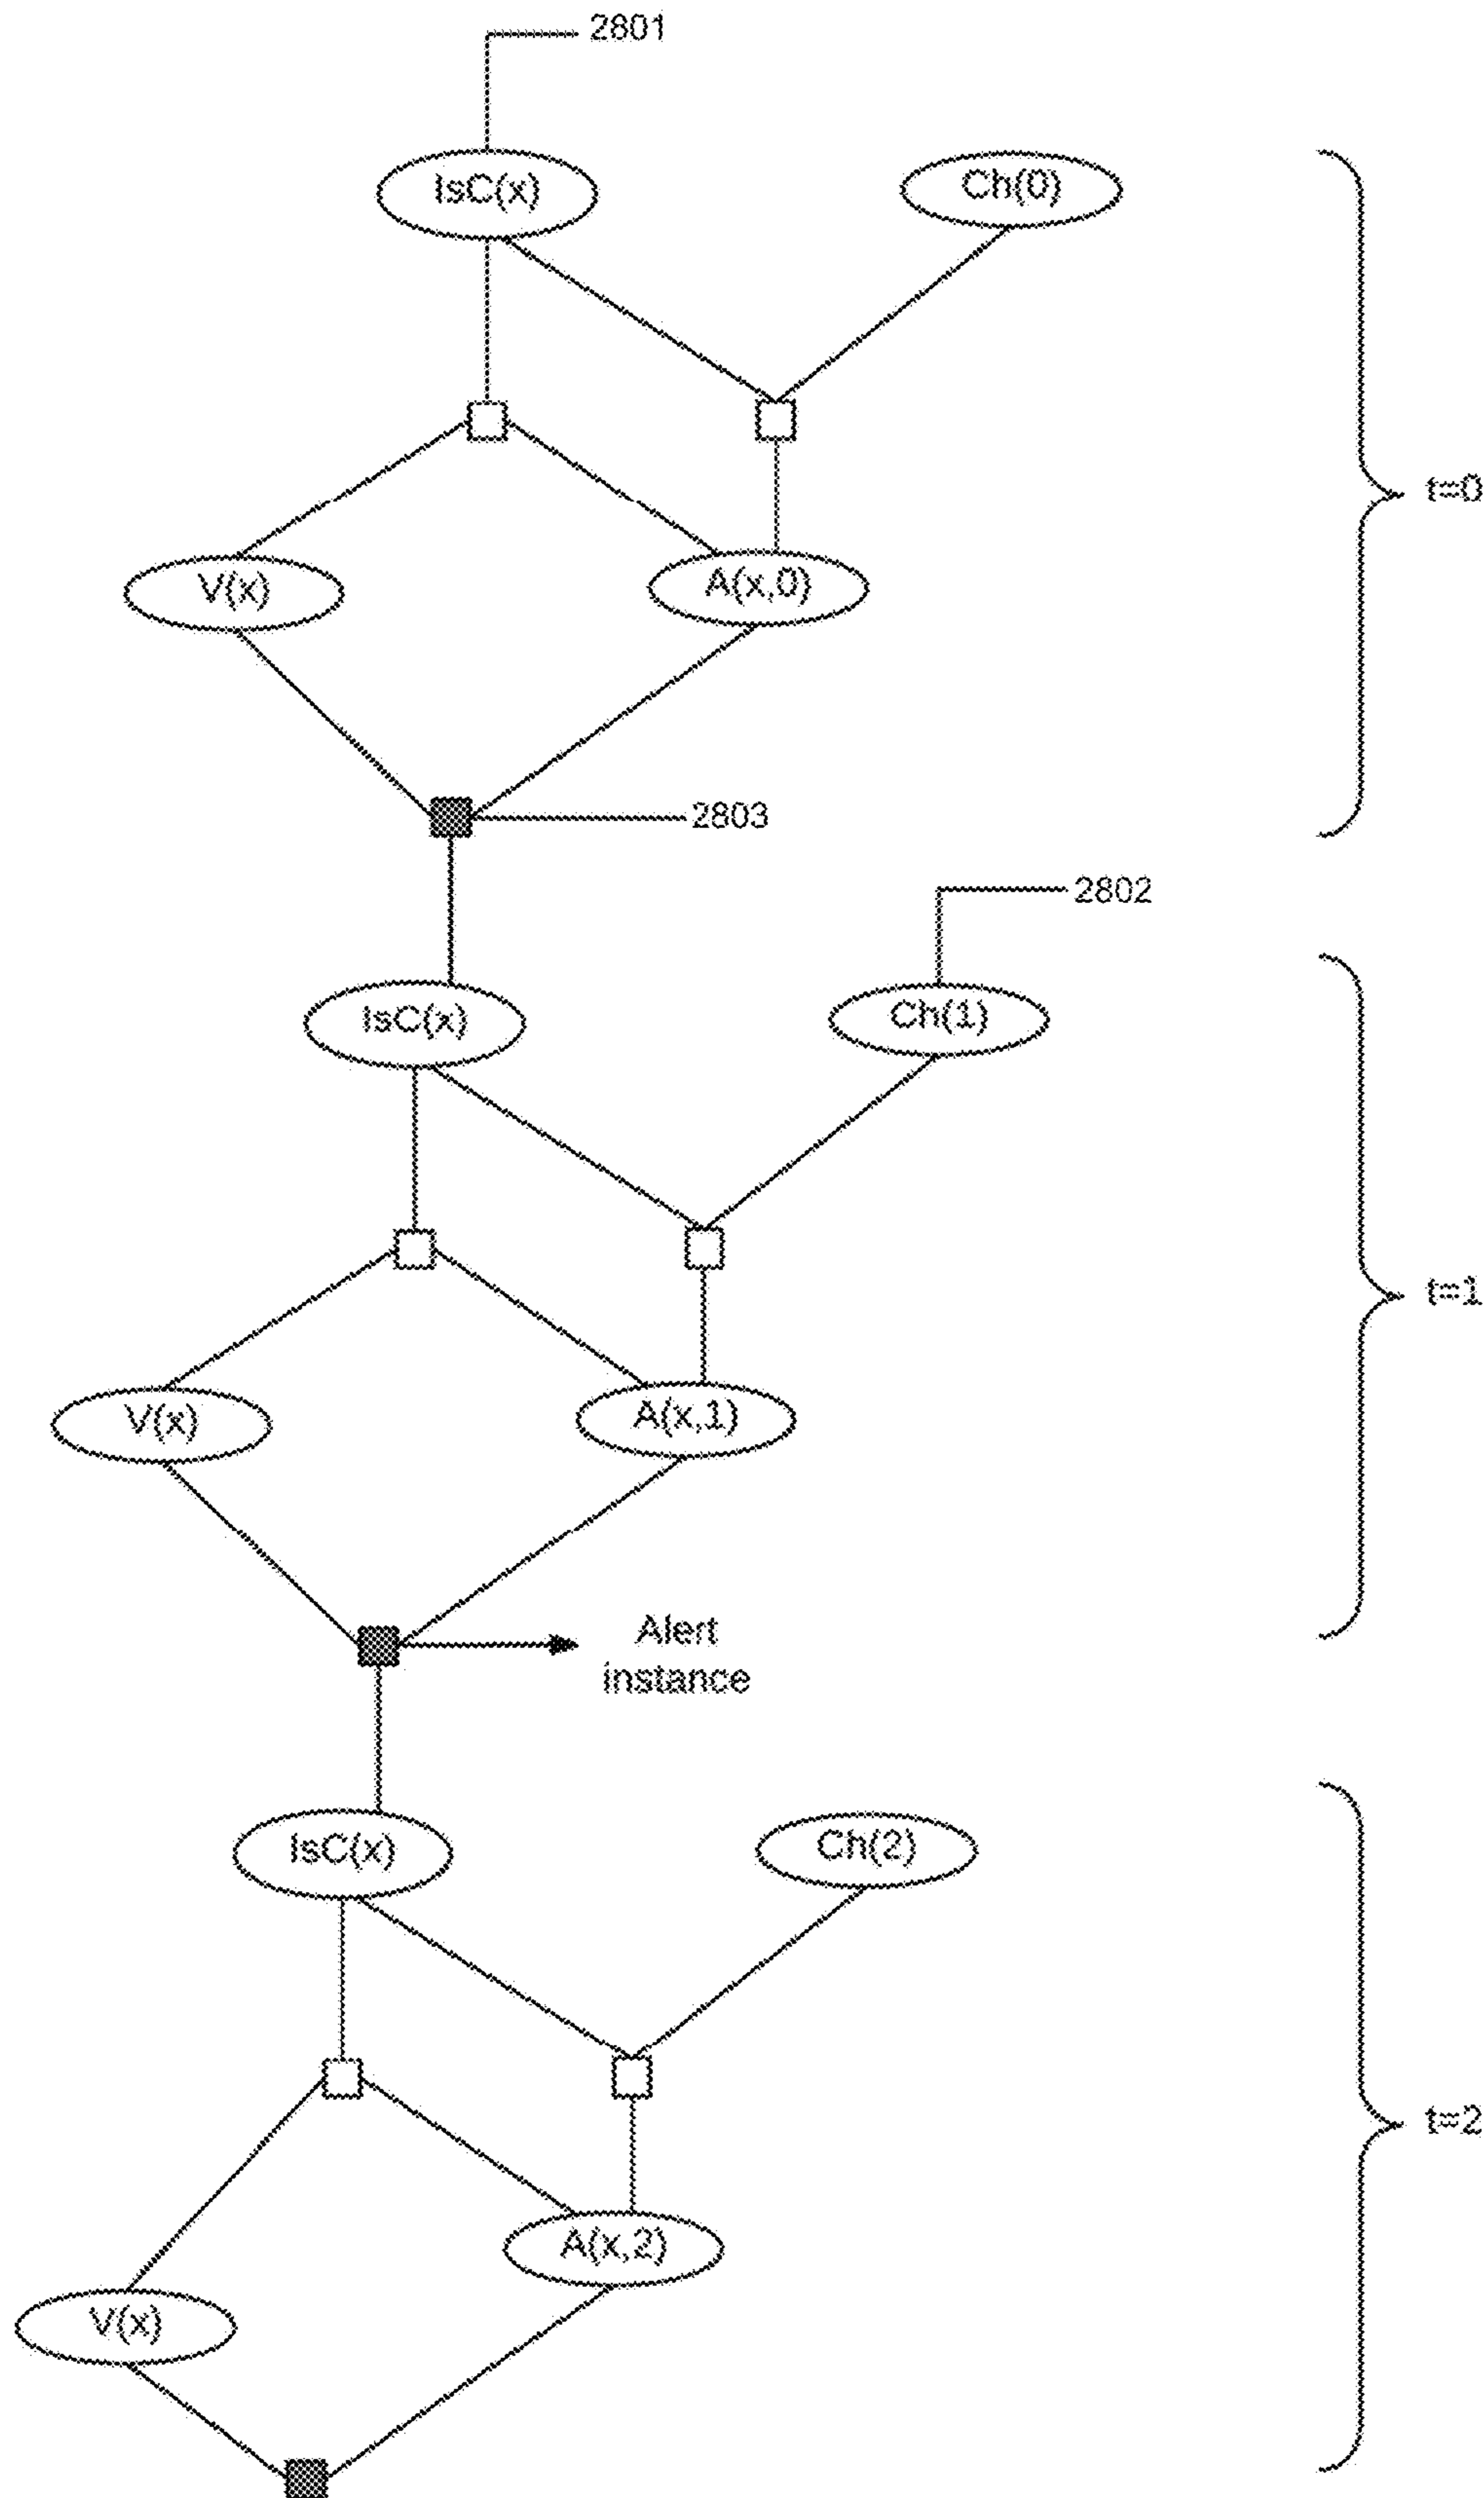 2801
IsC(x)
Ch(0)
t=0
V(x)
A(x,0)
2803
2802
IsC(x)
Ch(1)
t=1
V(x)
A(x,1)
Alert
instance
IsC(x)
Ch(2)
t=2
A(x,2)
V(x)